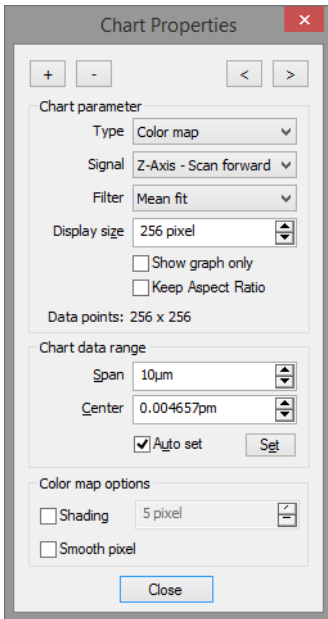 Chart Properties
+ - < >
Chart parameter
Type Color map
Signal Z-Axis - Scan forward
Filter Mean fit
Display size 256 pixel
Show graph only
Keep Aspect Ratio
Data points: 256 x 256
Chart data range
Span 10µm
Center 0.004657pm
Auto set Set
Color map options
Shading 5 pixel
Smooth pixel
Close